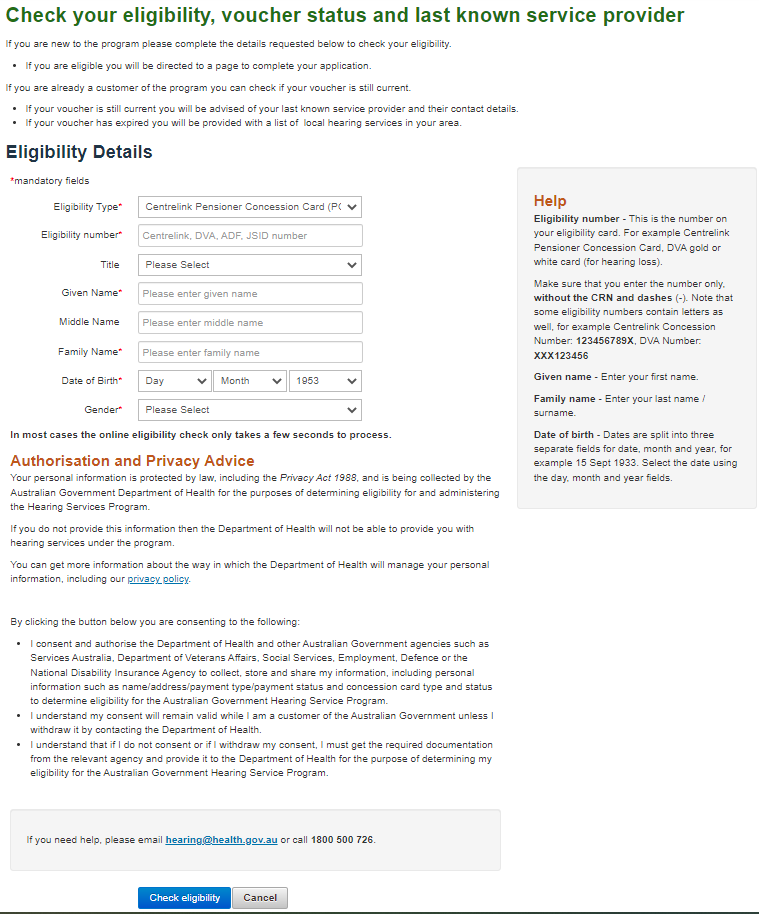 Check your eligibility, voucher status and last known service provider
If you are new to the program please complete the details requested below to check your eligibility.
• If you are eligible you will be directed to a page to complete your application.
If you are already a customer of the program you can check if your voucher is still current.
• If your voucher is still current you will be advised of your last known service provider and their contact details.
• If your voucher has expired you will be provided with a list of local hearing services in your area.
Eligibility Details
*mandatory fields
Eligibility Type* Centrelink Pensioner Concession Card (P
Eligibility number* Centrelink, DVA, ADF, JSID number
Title Please Select
Given Name* Please enter given name
Middle Name Please enter middle name
Family Name* Please enter family name
Date of Birth* Day Month 1953
Gender* Please Select
In most cases the online eligibility check only takes a few seconds to process.
Authorisation and Privacy Advice
Your personal information is protected by law, including the Privacy Act 1988, and is being collected by the
Australian Government Department of Health for the purposes of determining eligibility for and administering
the Hearing Services Program.
If you do not provide this information then the Department of Health will not be able to provide you with
hearing services under the program.
You can get more information about the way in which the Department of Health will manage your personal
information, including our privacy policy.
By clicking the button below you are consenting to the following:
• I consent and authorise the Department of Health and other Australian Government agencies such as
Services Australia, Department of Veterans Affairs, Social Services, Employment, Defence or the
National Disability Insurance Agency to collect, store and share my information, including personal
information such as name/address/payment type/payment status and concession card type and status
to determine eligibility for the Australian Government Hearing Service Program.
• I understand my consent will remain valid while I am a customer of the Australian Government unless I
withdraw it by contacting the Department of Health.
• I understand that if I do not consent or if I withdraw my consent, I must get the required documentation
from the relevant agency and provide it to the Department of Health for the purpose of determining my
eligibility for the Australian Government Hearing Service Program.
If you need help, please email hearing@health.gov.au or call 1800 500 726.
Check eligibility Cancel
Help
Eligibility number - This is the number on
your eligibility card. For example Centrelink
Pensioner Concession Card, DVA gold or
white card (for hearing loss).
Make sure that you enter the number only,
without the CRN and dashes (-). Note that
some eligibility numbers contain letters as
well, for example Centrelink Concession
Number: 123456789X, DVA Number:
XXX123456
Given name - Enter your first name.
Family name - Enter your last name /
surname.
Date of birth - Dates are split into three
separate fields for date, month and year, for
example 15 Sept 1933. Select the date using
the day, month and year fields.